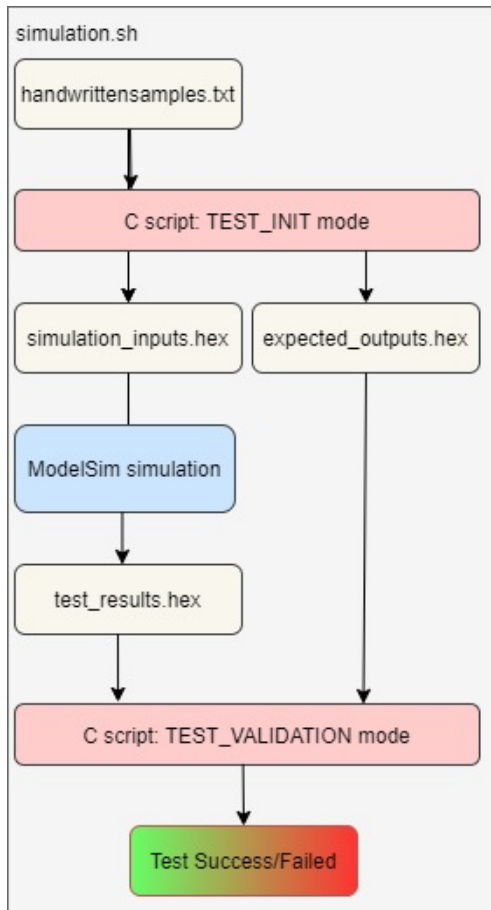 simulation.sh
handwrittensamples.txt
C script: TEST_INIT mode
simulation_inputs.hex
expected_outputs.hex
ModelSim simulation
test_results.hex
C script: TEST_VALIDATION mode
Test Success/Failed